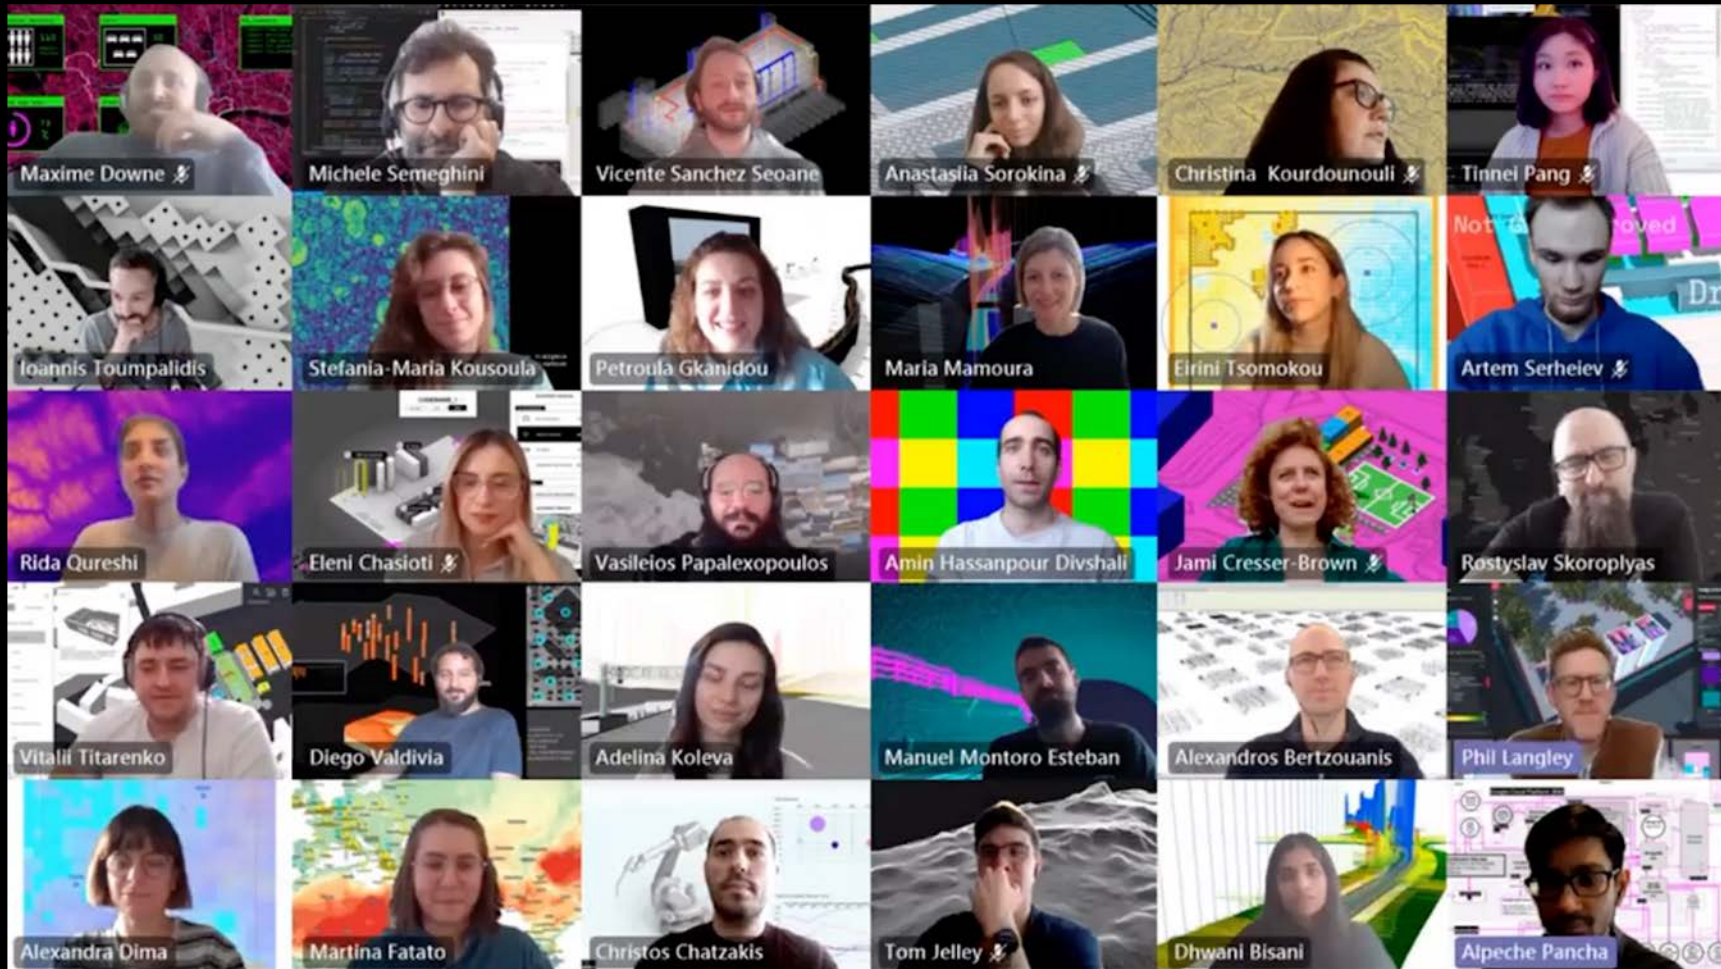 Maxime Downe
Michele Semeghini
Vicente Sanchez Seoane
Anastasiia Sorokina
Christina Kourdounouli
Tinnei Pang
Ioannis Toumpalidis
Stefania-Maria Kousoula
Petroula Gkanidou
Maria Mamoura
Eirini Tsomokou
Not
oved
Dr
Artem Serheiev
Rida Qureshi
Eleni Chasioti
Vasileios Papalexopoulos
Amin Hassanpour Divshali
Jami Cresser-Brown
Rostyslav Skoroplyas
Vitalii Titarenko
Diego Valdivia
Adelina Koleva
Manuel Montoro Esteban
Alexandros Bertzouanis
Phil Langley
Alexandra Dima
Martina Fatato
Christos Chatzakis
Tom Jelley
Dhwani Bisani
Alpeche Pancha